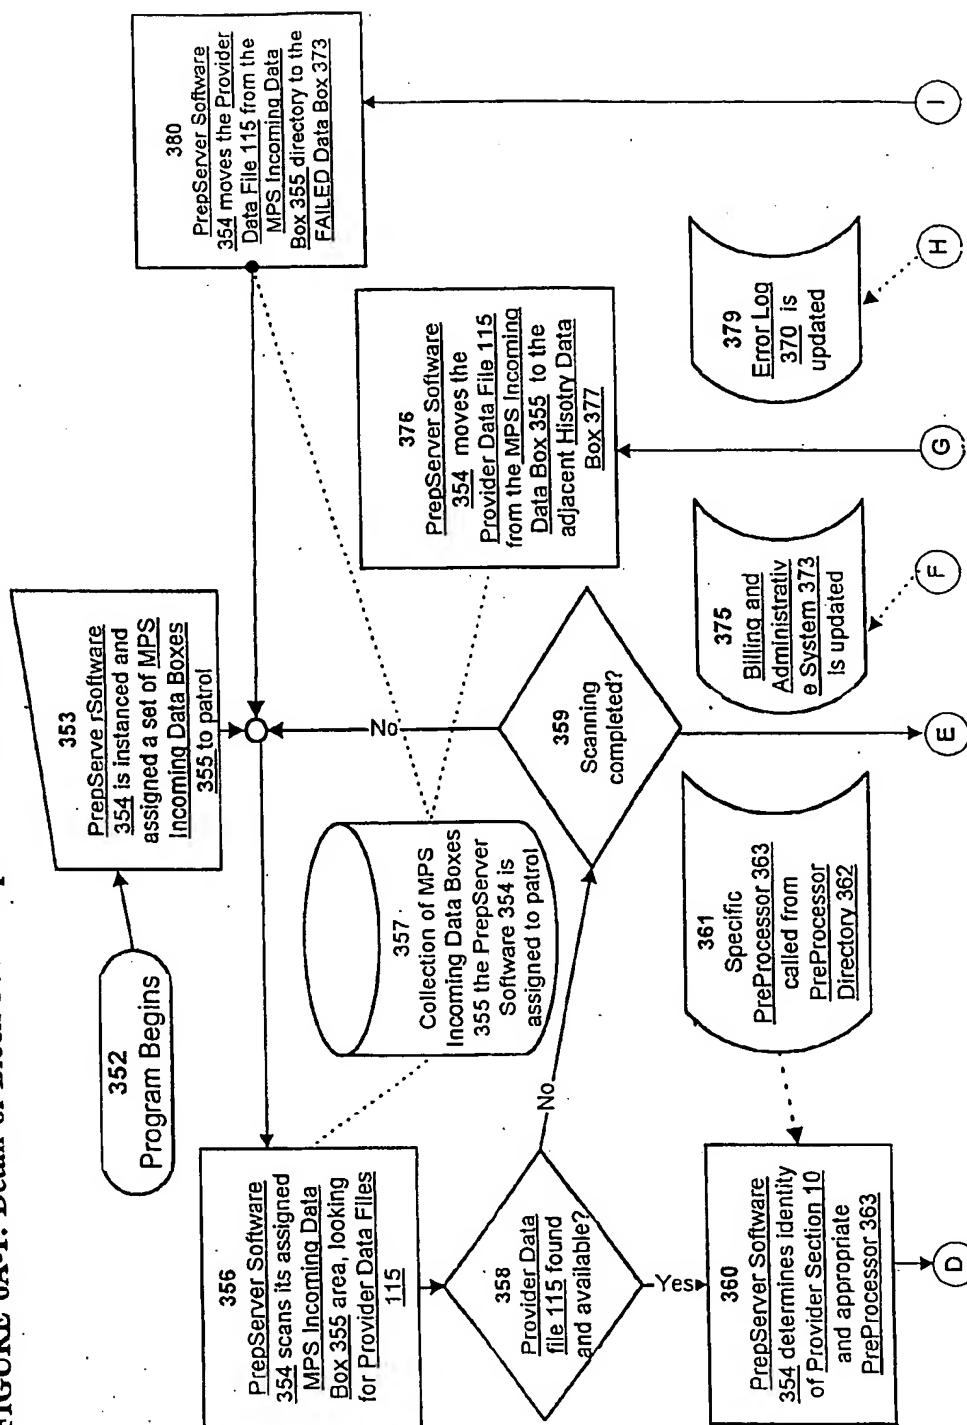 FIGURE 6A-1: Detail of
352
Program Begins
353
PrepServe rSoftware
354 is instanced and
assigned a set of MPS
Incoming Data Boxes
355 to patrol
380
PrepServer Software
354 moves the Provider
Data File 115 from the
MPS Incoming Data
Box 355 directory to the
FAILED Data Box 373
356
PrepServer Software
354 scans its assigned
MPS Incoming Data
Box 355 area, looking
for Provider Data Files
115
357
Collection of MPS
Incoming Data Boxes
355 the PrepServer
Software 354 is
assigned to patrol
376
PrepServer Software
354 moves the
Provider Data File 115
from the MPS Incoming
Data Box 355 to the
adjacent Hisotry Data
Box 377
358
Provider Data
file 115 found
and available?
No
Yes
359
Scanning
completed?
No
360
PrepServer Software
354 determines identity
of Provider Section 10
and appropriate
PreProcessor 363
361
Specific
PreProcessor 363
called from
PreProcessor
Directory 362
375
Billing and
Administrativ
e System 373
is updated
379
Error Log
370 is
updated
D
E
F
G
H
I